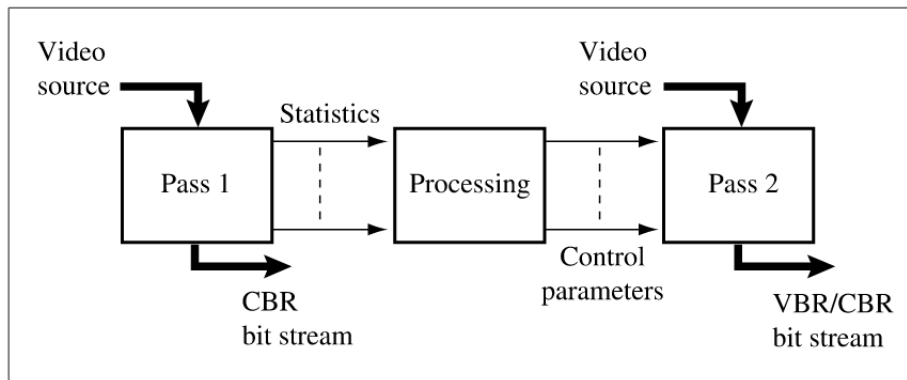 Video
source
Video
source
Statistics
Pass 1
Processing
Pass 2
Control
parameters
CBR
bit stream
VBR/CBR
bit stream